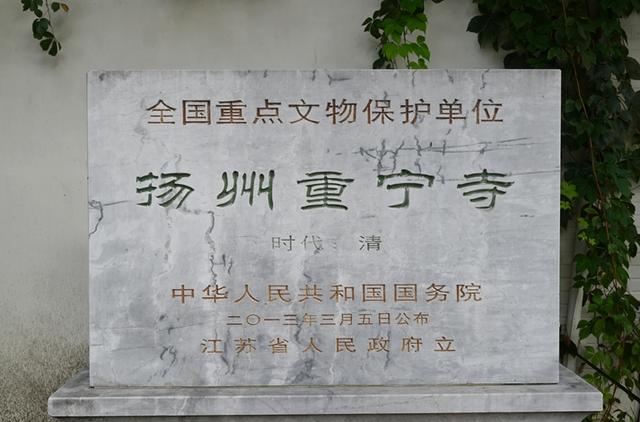 全国重点文物保护单位
扬州重宁寺
时代：清
中华人民共和国国务院
二〇一三年三月五日公布
江苏省人民政府立